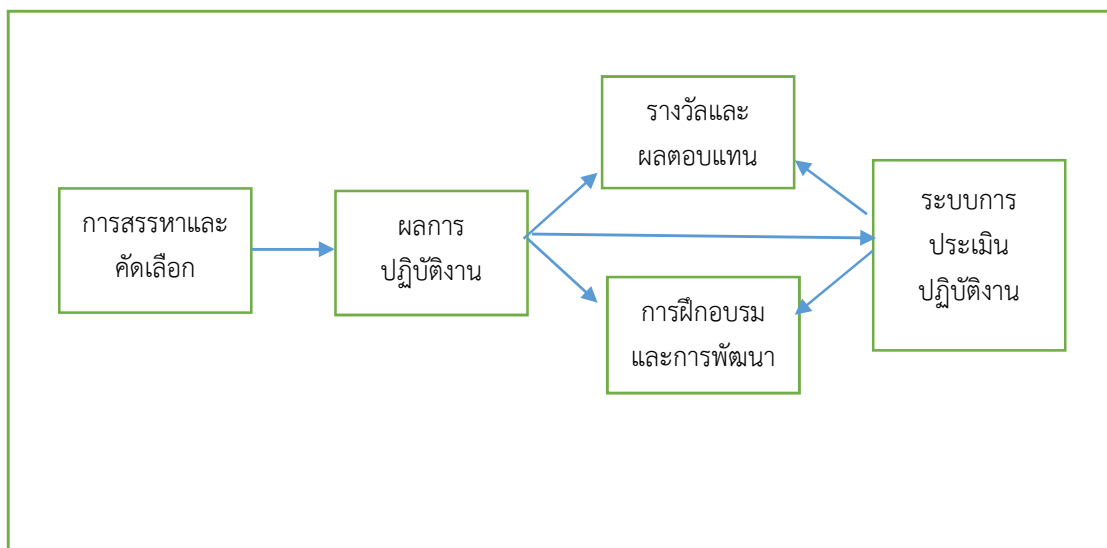 การสรรหาและ
คัดเลือก
ผลการ
ปฏิบัติงาน
รางวัลและ
ผลตอบแทน
การฝึกอบรม
และการพัฒนา
ระบบการ
ประเมิน
ปฏิบัติงาน